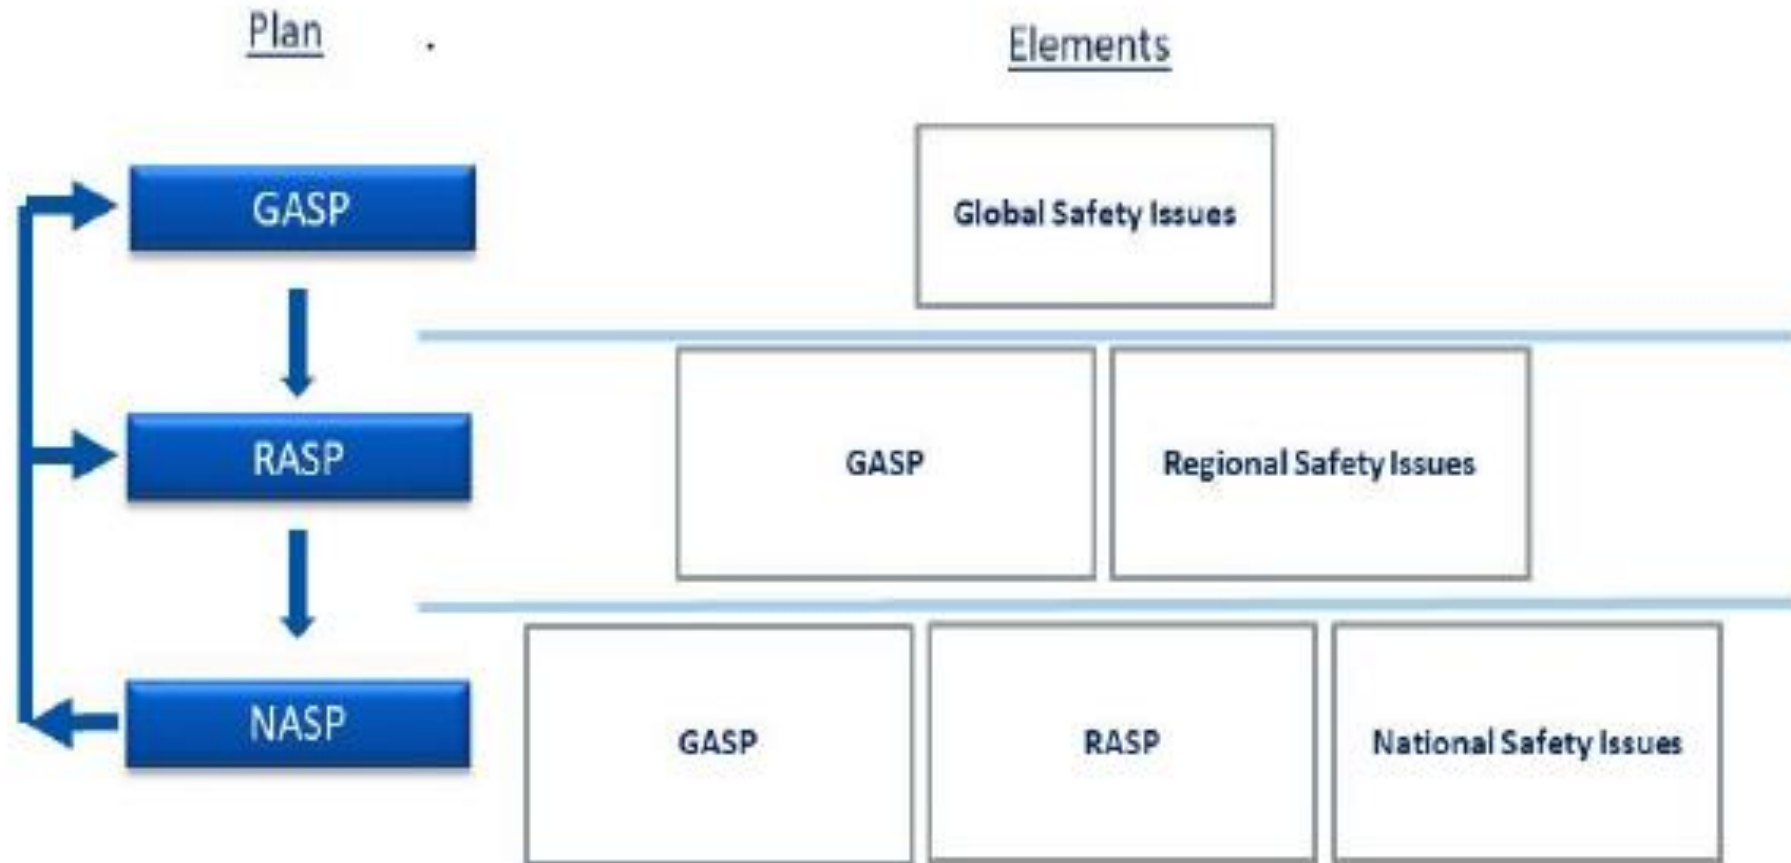 Plan
Elements
GASP
Global Safety Issues
RASP
GASP
Regional Safety Issues
NASP
GASP
RASP
National Safety Issues